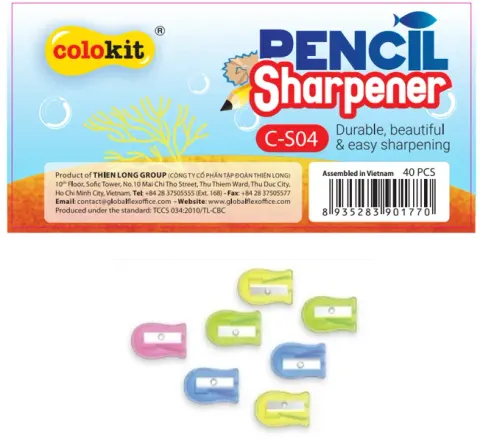 colokit®
PENCIL
Sharpener
C-S04
Durable, beautiful
& easy sharpening
Product of THIEN LONG GROUP (CÔNG TY CỔ PHẦN TẬP ĐOÀN THIÊN LONG)
10th Floor, Sofic Tower, No.10 Mai Chi Tho Street, Thu Thiem Ward, Thu Duc City,
Ho Chi Minh City, Vietnam. Tel: +84 28 37505555 (Ext. 168) - Fax: +84 28 37505577
Email: contact@globalflexoffice.com - Website: www.globalflexoffice.com
Produced under the standard: TCCS 034:2010/TL-CBC
Assembled in Vietnam 40 PCS
8 935283 901770